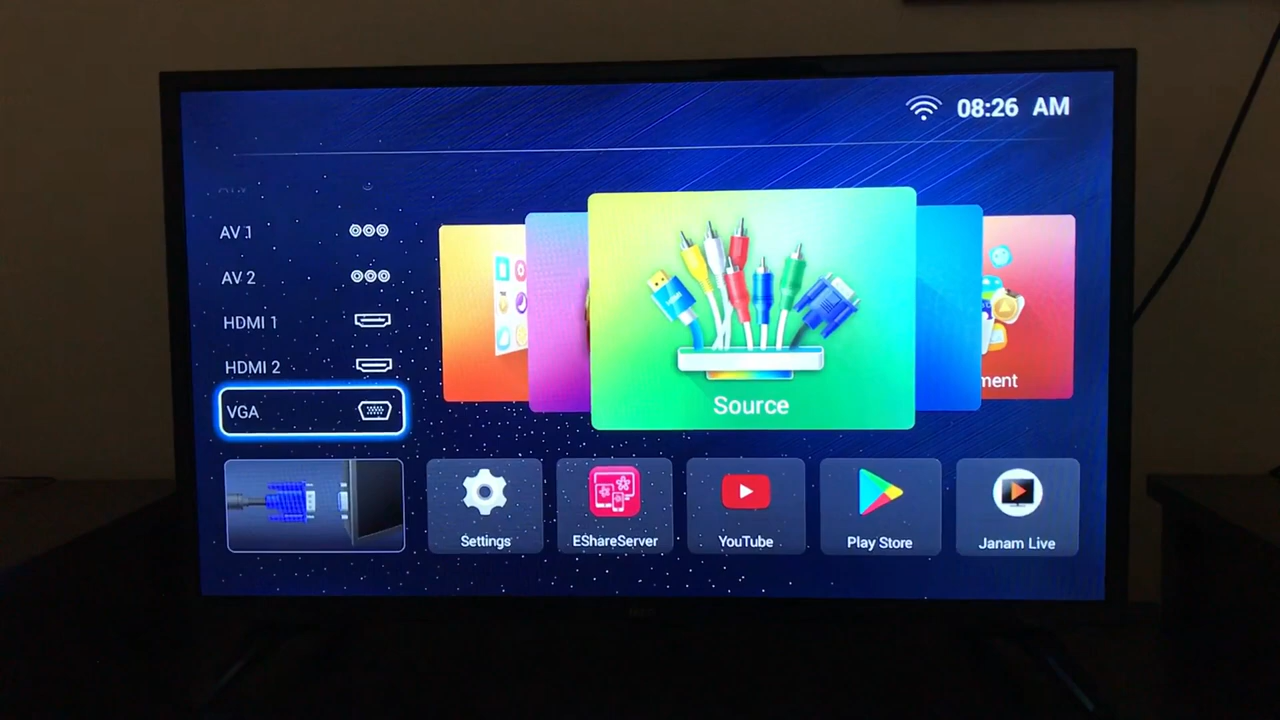 08:26 AM
AV 1
AV 2
HDMI 1
HDMI 2
VGA
Source
ment
Settings
EShareServer
YouTube
Play Store
Janam Live